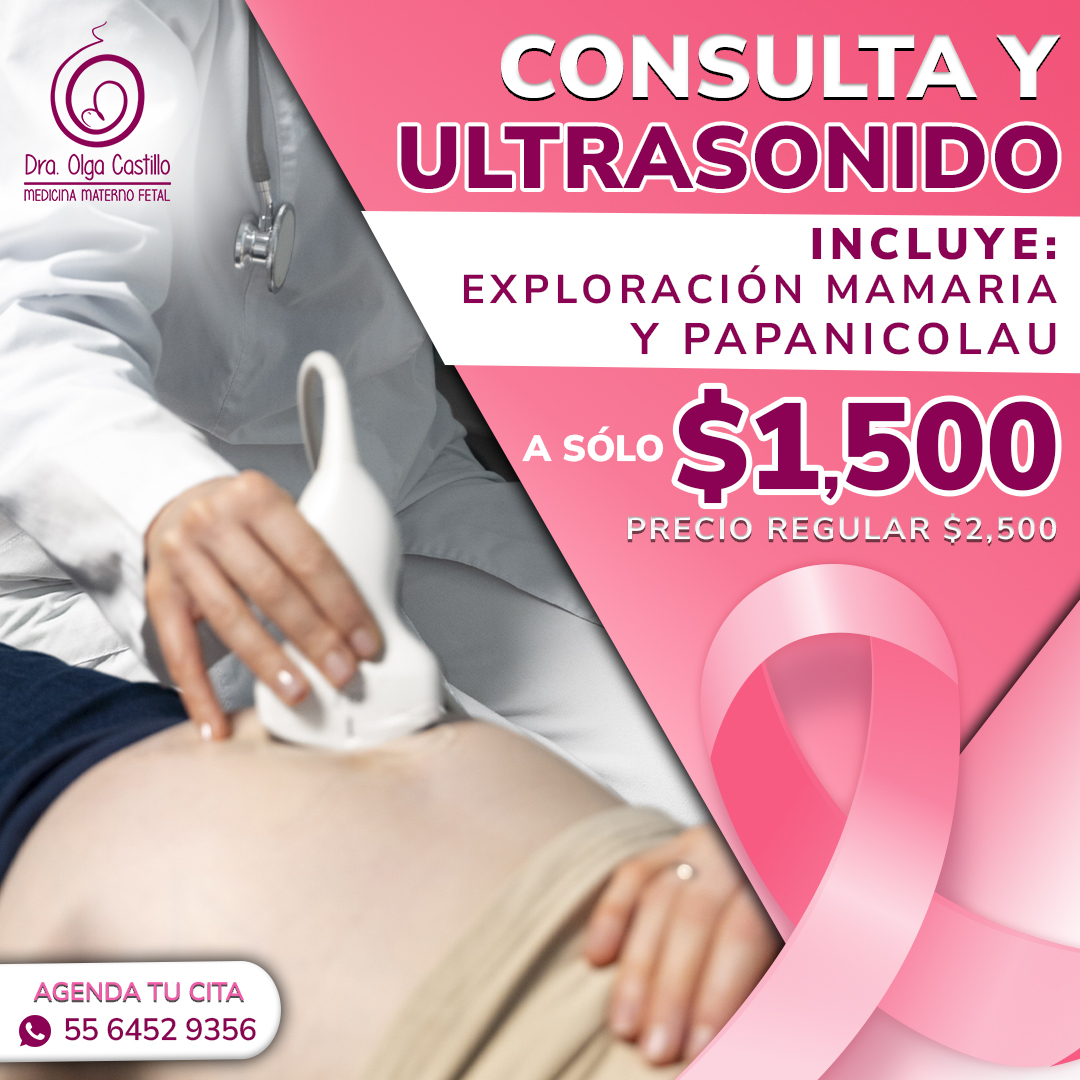 Dra. Olga Castillo
MEDICINA MATERNO FETAL
CONSULTA Y
ULTRASONIDO
INCLUYE:
EXPLORACIÓN MAMARIA
Y PAPANICOLAU
A SÓLO $1,500
PRECIO REGULAR $2,500
AGENDA TU CITA
55 6452 9356